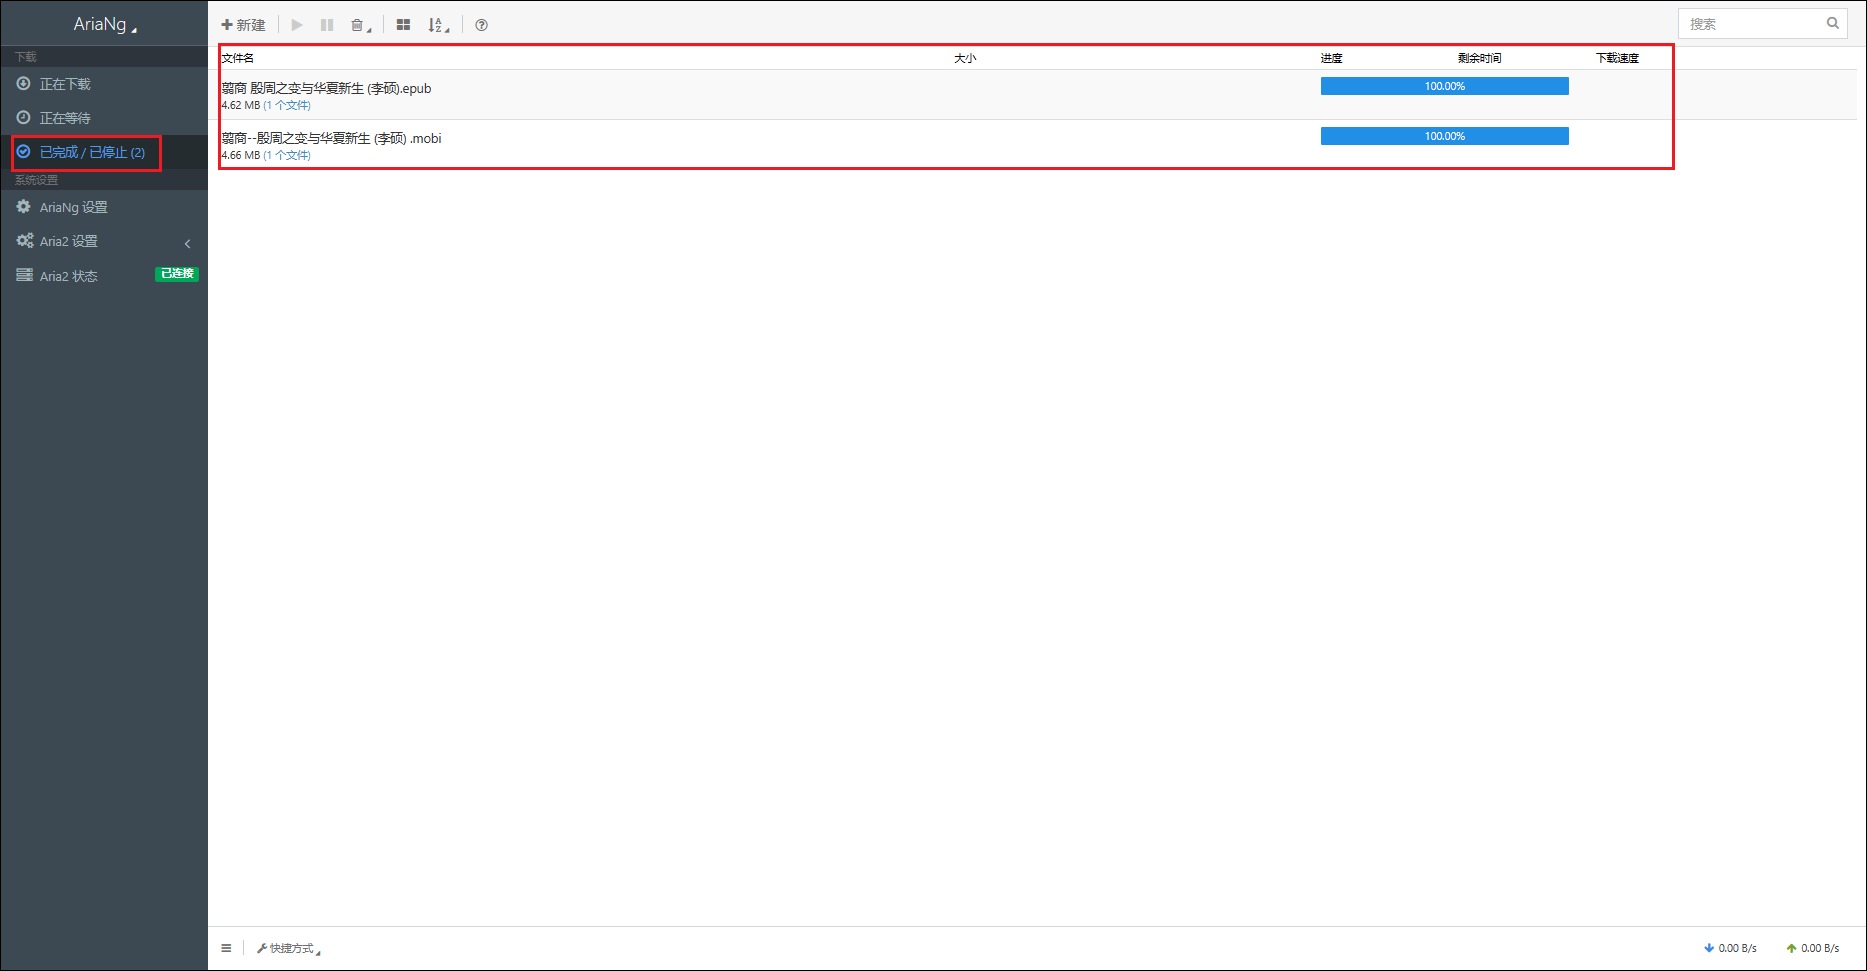 AriaNg
下载
正在下载
正在等待
已完成 / 已停止 (2)
系统设置
AriaNg 设置
Aria2 设置
Aria2 状态 已连接
新建
搜索
文件名 大小 进度 剩余时间 下载速度
翦商 殷周之变与华夏新生 (李硕).epub
4.62 MB (1 个文件)
100.00%
翦商--殷周之变与华夏新生 (李硕) .mobi
4.66 MB (1 个文件)
100.00%
快捷方式
0.00 B/s 0.00 B/s